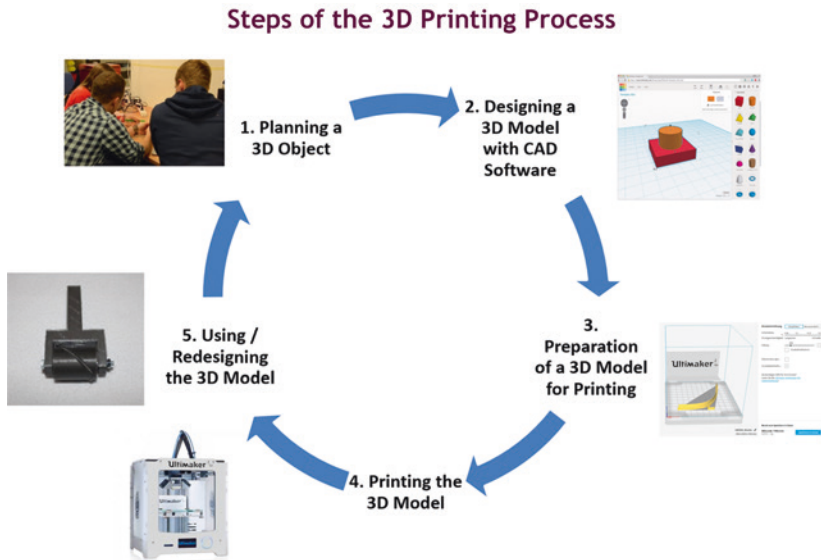 Steps of the 3D Printing Process
1. Planning a
3D Object
2. Designing a
3D Model
with CAD
Software
3.
Preparation
of a 3D Model
for Printing
Ultimaker
4. Printing the
3D Model
Ultimaker
5. Using /
Redesigning
the 3D Model